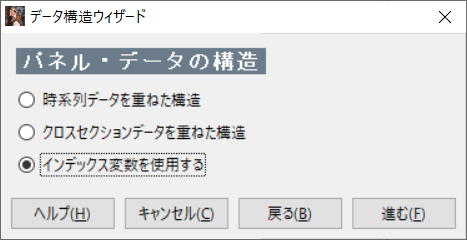 データ構造ウィザード
パネル・データの構造
時系列データを重ねた構造
クロスセクションデータを重ねた構造
インデックス変数を使用する
ヘルプ(H) キャンセル(C) 戻る(B) 進む(F)